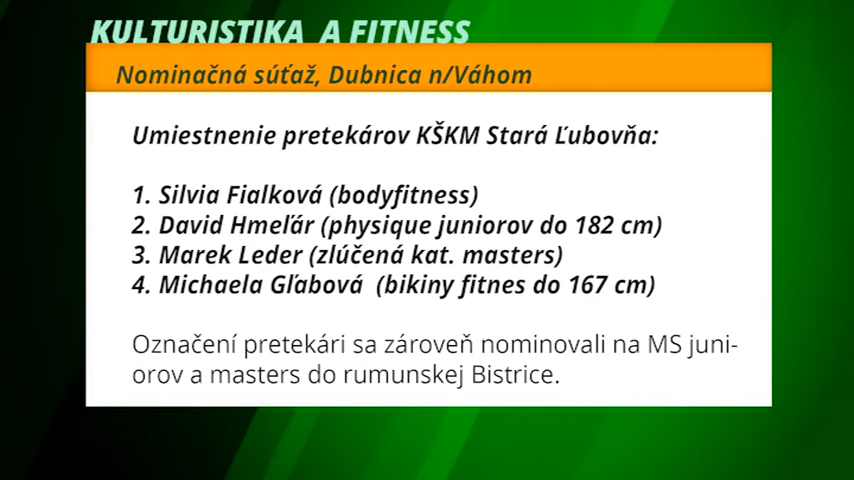 KULTURISTIKA A FITNESS
Nominačná súťaž, Dubnica n/Váhom
Umiestnenie pretekárov KŠKM Stará Ľubovňa:
1. Silvia Fialková (bodyfitness)
2. David Hmeľár (physique juniorov do 182 cm)
3. Marek Leder (zlúčená kat. masters)
4. Michaela Gľabová (bikiny fitnes do 167 cm)
Označení pretekári sa zároveň nominovali na MS juni-
orov a masters do rumunskej Bistrice.